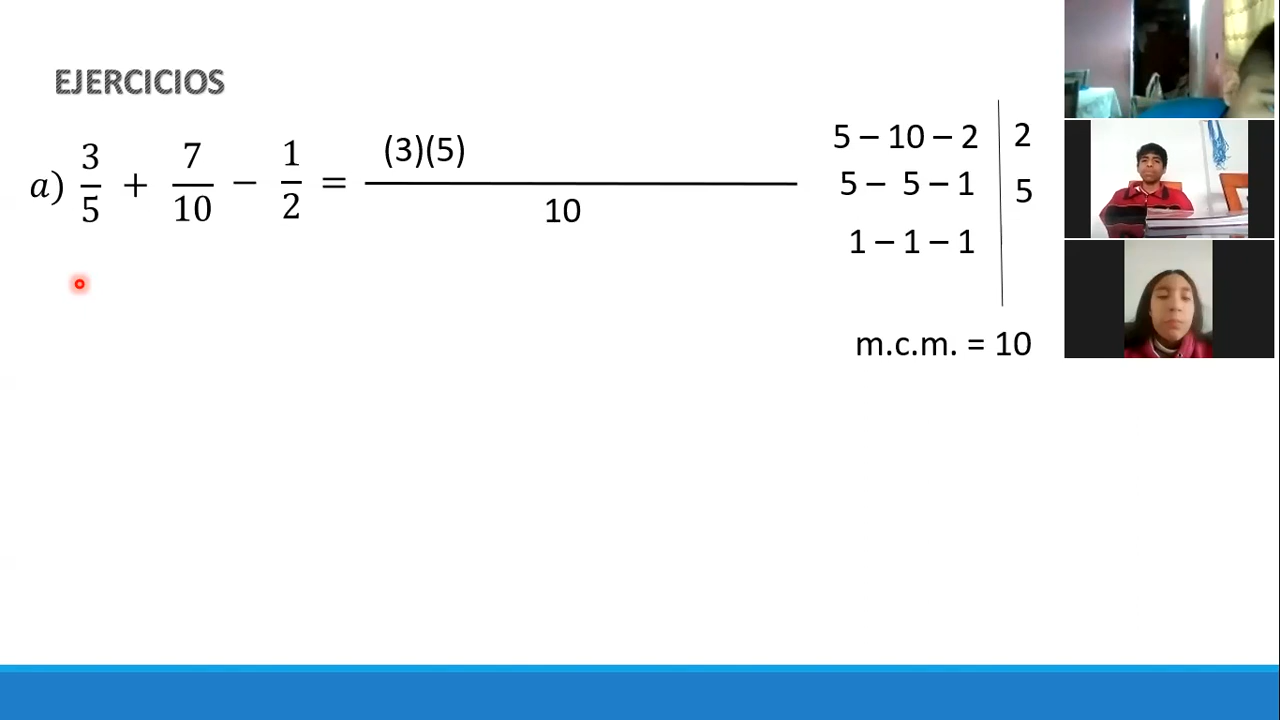 EJERCICIOS
a) 3/5 + 7/10 − 1/2 = (3)(5)/10
5 – 10 – 2 | 2
5 – 5 – 1 | 5
1 – 1 – 1
m.c.m. = 10